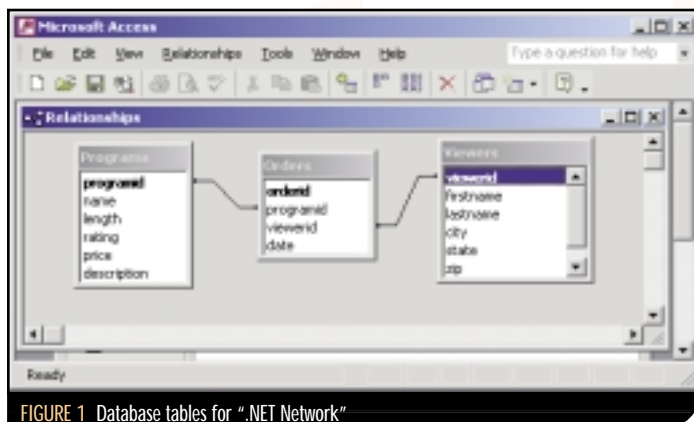 Microsoft Access
File Edit View Relationships Tools Window Help Type a question for help
Relationships
Programs
programid
name
length
rating
price
description
Orders
orderid
programid
viewerid
date
Viewers
viewerid
firstname
lastname
city
state
zip
Ready
FIGURE 1 Database tables for ".NET Network"